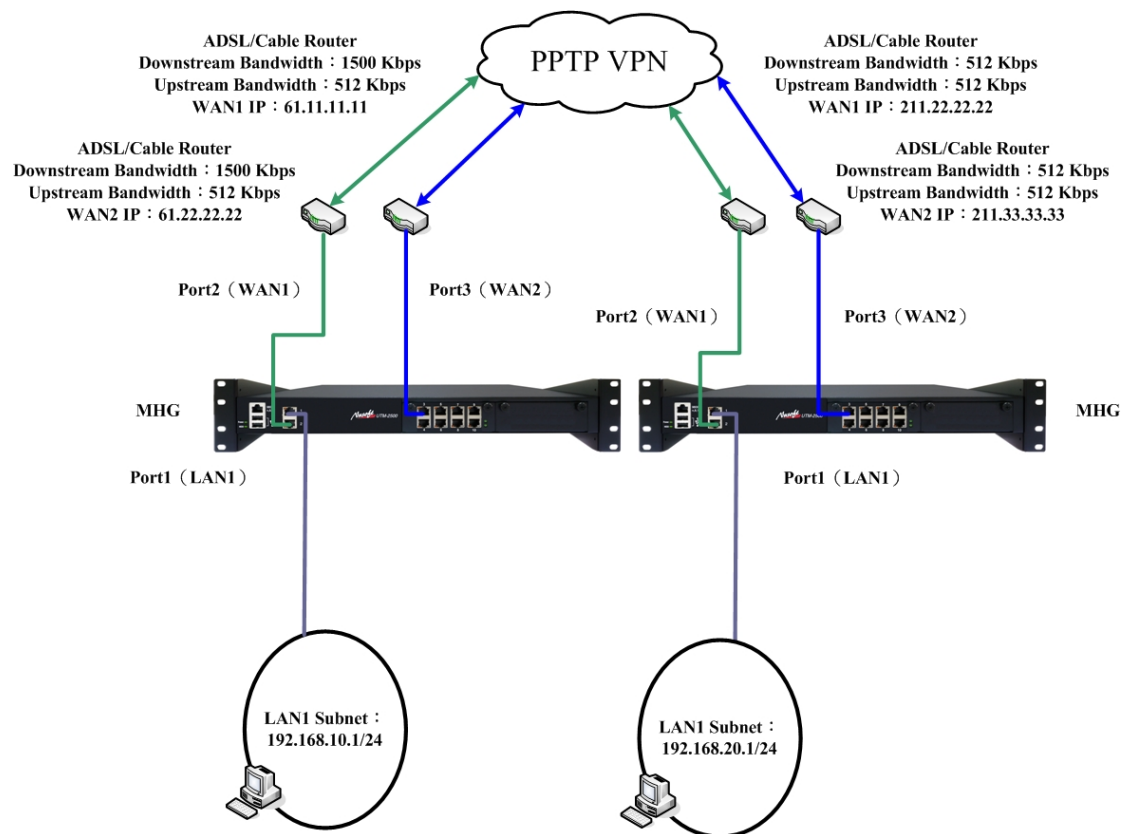 ADSL/Cable Router
Downstream Bandwidth：1500 Kbps
Upstream Bandwidth：512 Kbps
WAN1 IP：61.11.11.11
PPTP VPN
ADSL/Cable Router
Downstream Bandwidth：512 Kbps
Upstream Bandwidth：512 Kbps
WAN1 IP：211.22.22.22
ADSL/Cable Router
Downstream Bandwidth：1500 Kbps
Upstream Bandwidth：512 Kbps
WAN2 IP：61.22.22.22
ADSL/Cable Router
Downstream Bandwidth：512 Kbps
Upstream Bandwidth：512 Kbps
WAN2 IP：211.33.33.33
Port2（WAN1）
Port3（WAN2）
Port2（WAN1）
Port3（WAN2）
MHG
Nusoft UTM-2500
Nusoft
MHG
Port1（LAN1）
Port1（LAN1）
LAN1 Subnet：
192.168.10.1/24
LAN1 Subnet：
192.168.20.1/24